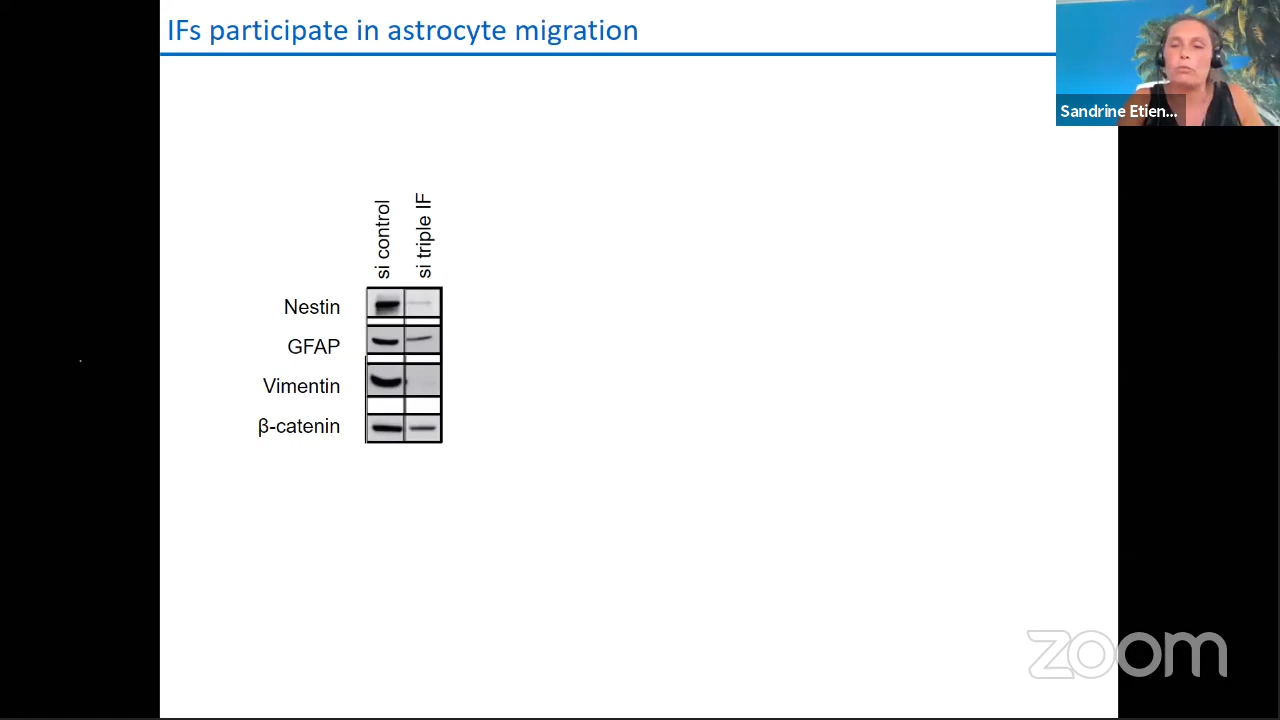 IFs participate in astrocyte migration
Sandrine Etien...
si control
si triple IF
Nestin
GFAP
Vimentin
β-catenin
zoom